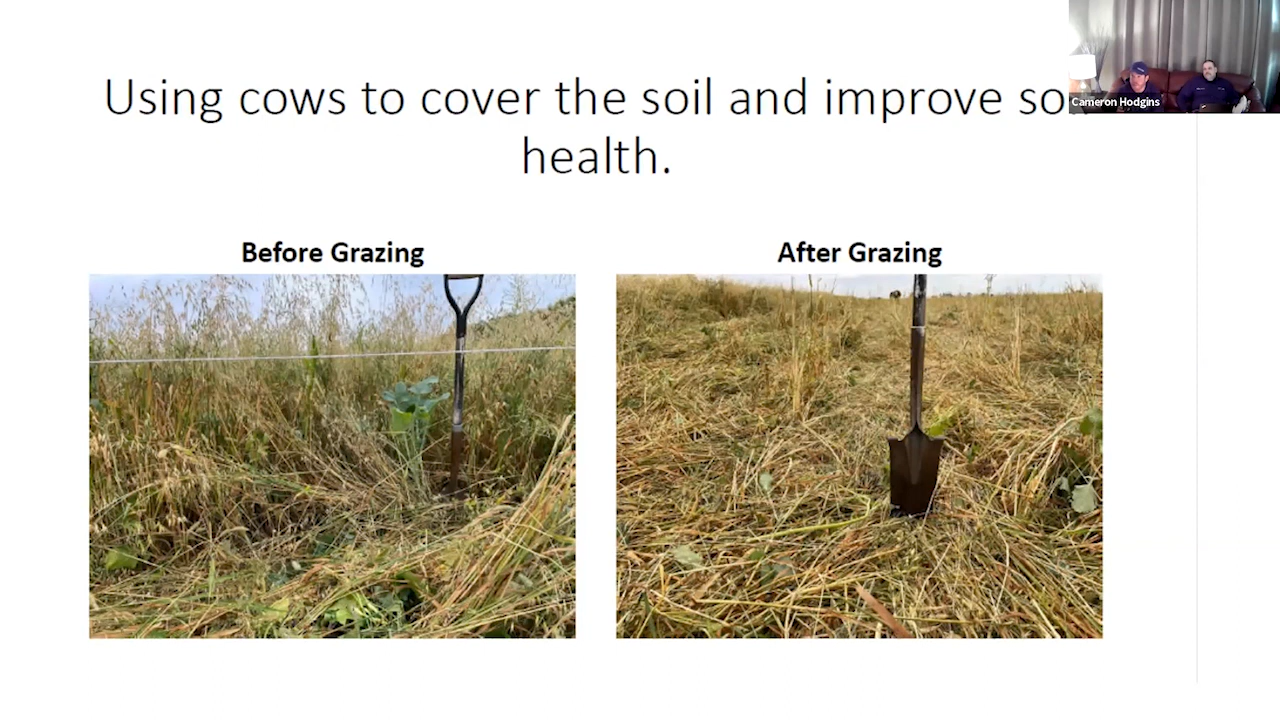 Using cows to cover the soil and improve so
health.
Cameron Hodgins
Before Grazing
After Grazing